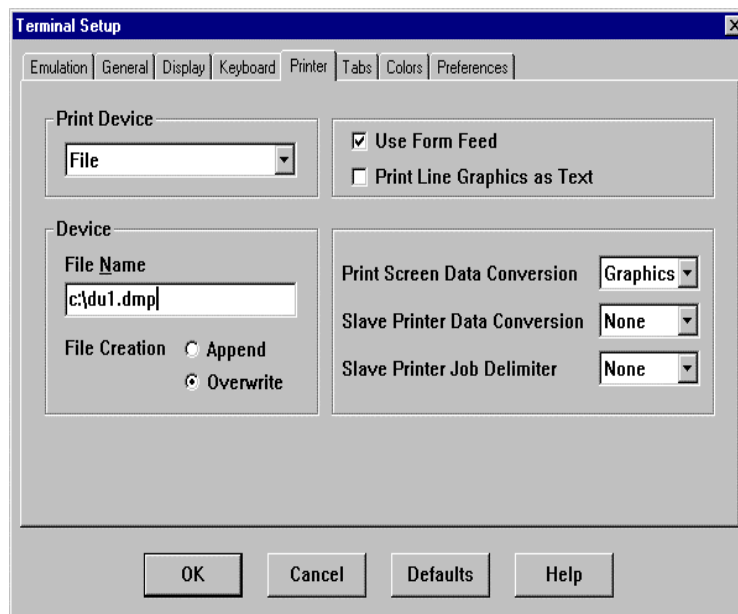 Terminal Setup
Emulation General Display Keyboard Printer Tabs Colors Preferences
Print Device
File
Use Form Feed
Print Line Graphics as Text
Device
File Name
c:\du1.dmp
File Creation Append
Overwrite
Print Screen Data Conversion Graphics
Slave Printer Data Conversion None
Slave Printer Job Delimiter None
OK Cancel Defaults Help